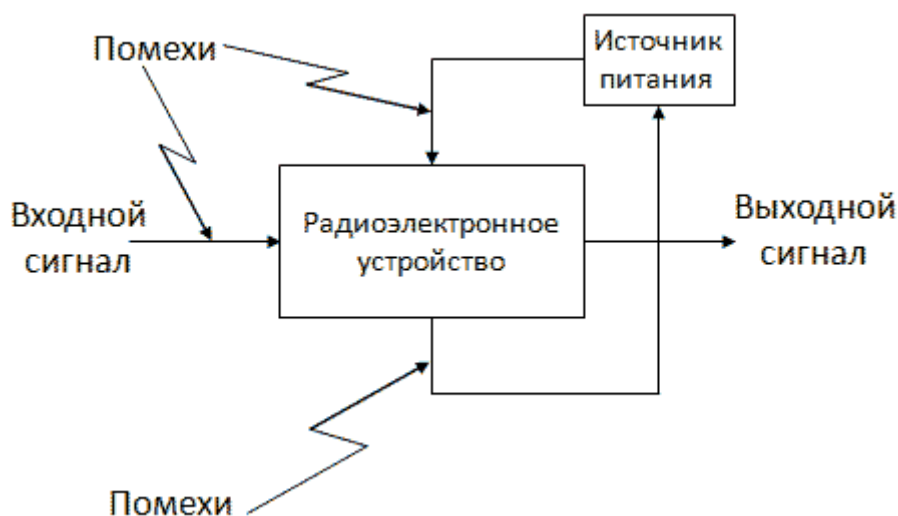 Помехи
Источник
питания
Входной
сигнал
Радиоэлектронное
устройство
Выходной
сигнал
Помехи